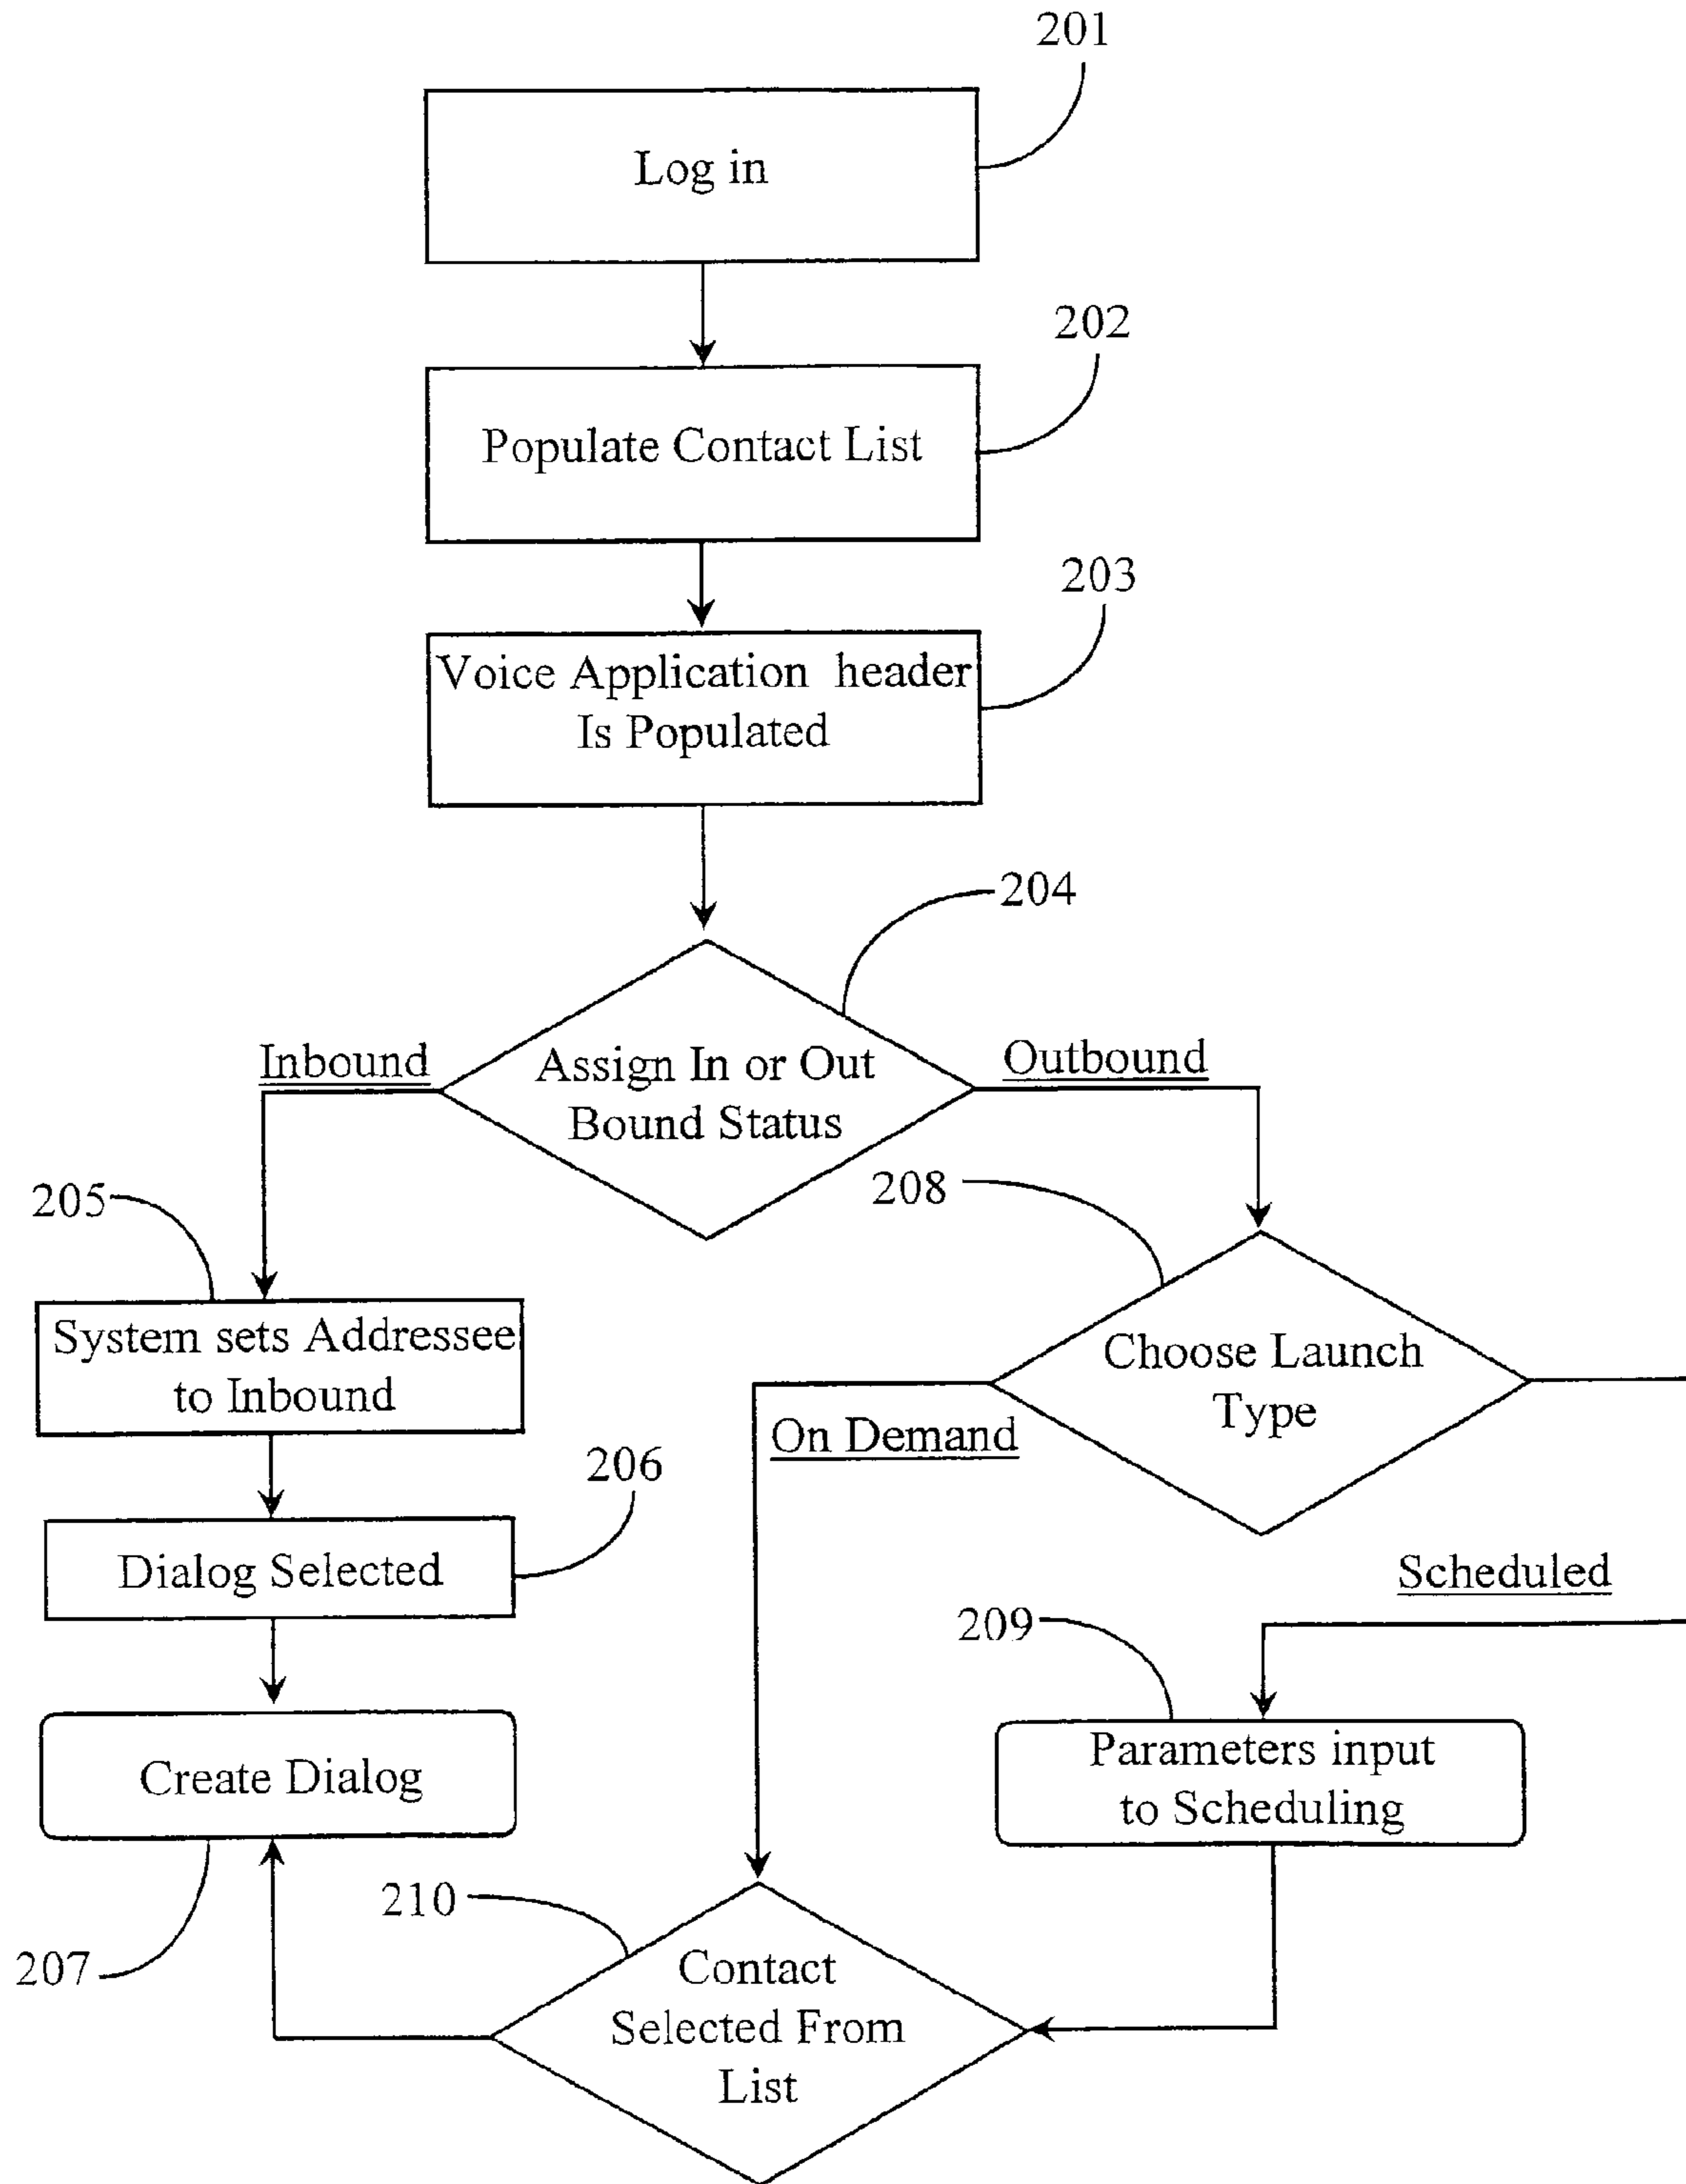 201
Log in
202
Populate Contact List
203
Voice Application header
Is Populated
204
Inbound
Assign In or Out
Bound Status
Outbound
205
208
System sets Addressee
to Inbound
Choose Launch
Type
On Demand
206
Dialog Selected
Scheduled
209
Create Dialog
Parameters input
to Scheduling
210
207
Contact
Selected From
List